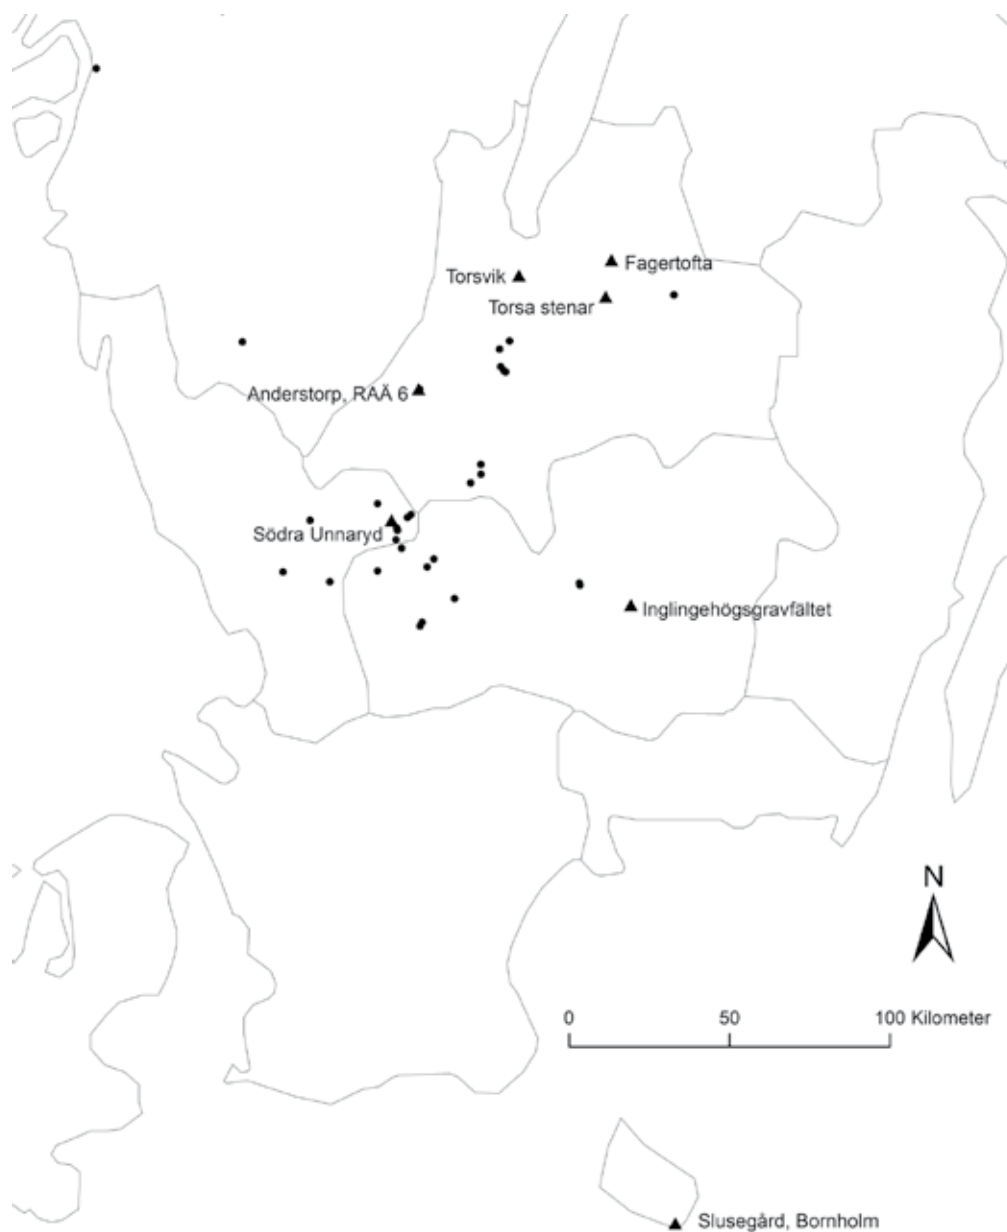 Fagertofta
Torsvik
Torsa stenar
Anderstorp, RAÄ 6
Södra Unnaryd
Inglingehögsgravfältet
N
0 50 100 Kilometer
Slusegård, Bornholm